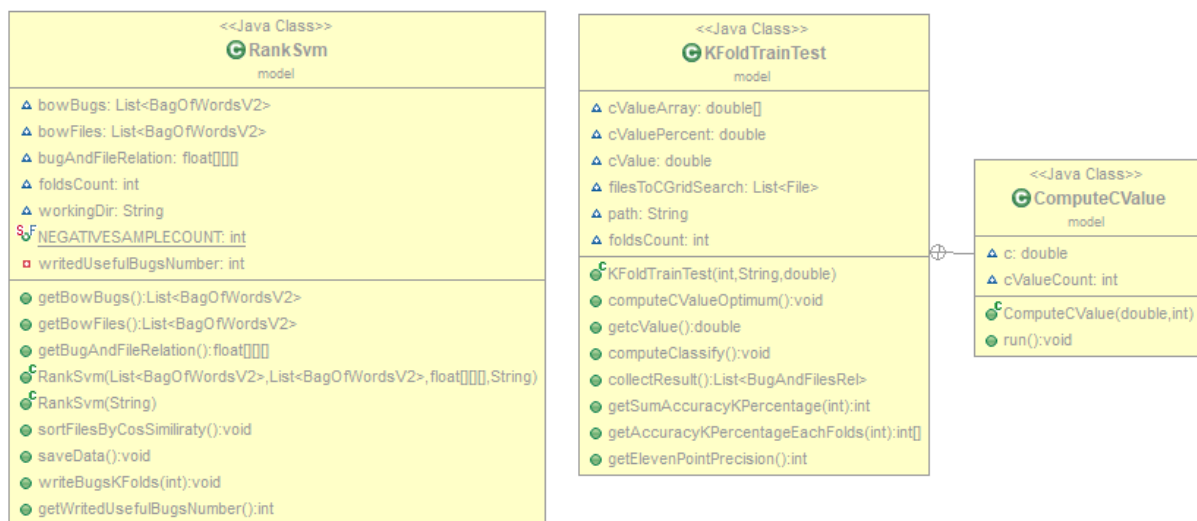 <<Java Class>>
RankSvm
model
bowBugs: List<BagOfWordsV2>
bowFiles: List<BagOfWordsV2>
bugAndFileRelation: float[][][]
foldsCount: int
workingDir: String
S F NEGATIVESAMPLECOUNT: int
writedUsefulBugsNumber: int
getBowBugs():List<BagOfWordsV2>
getBowFiles():List<BagOfWordsV2>
getBugAndFileRelation():float[][][]
C RankSvm(List<BagOfWordsV2>,List<BagOfWordsV2>,float[][][],String)
C RankSvm(String)
sortFilesByCosSimiliraty():void
saveData():void
writeBugsKFolds(int):void
getWritedUsefulBugsNumber():int
<<Java Class>>
KFoldTrainTest
model
cValueArray: double[]
cValuePercent: double
cValue: double
filesToCGridSearch: List<File>
path: String
foldsCount: int
C KFoldTrainTest(int,String,double)
computeCValueOptimum():void
getcValue():double
computeClassify():void
collectResult():List<BugAndFilesRel>
getSumAccuracyKPercentage(int):int
getAccuracyKPercentageEachFolds(int):int[]
getElevenPointPrecision():int
<<Java Class>>
ComputeCValue
model
c: double
cValueCount: int
C ComputeCValue(double,int)
run():void